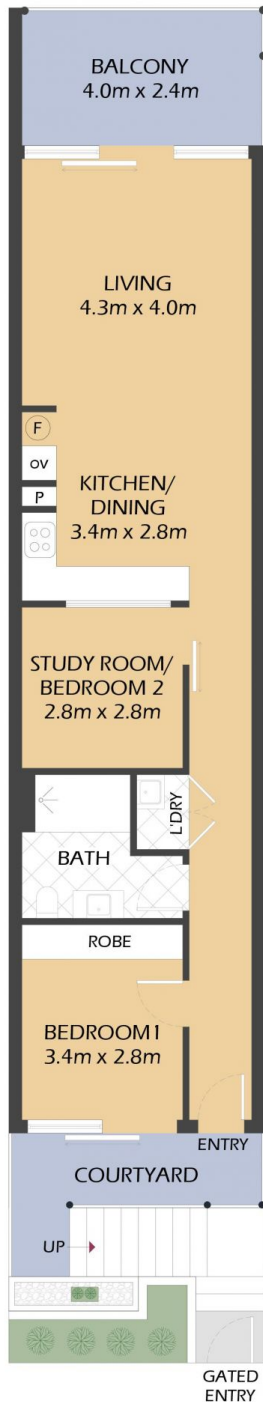 BALCONY
4.0m x 2.4m
LIVING
4.3m x 4.0m
F
OV
P
KITCHEN/
DINING
3.4m x 2.8m
STUDY ROOM/
BEDROOM 2
2.8m x 2.8m
L'DRY
BATH
ROBE
BEDROOM 1
3.4m x 2.8m
ENTRY
COURTYARD
UP
GATED
ENTRY